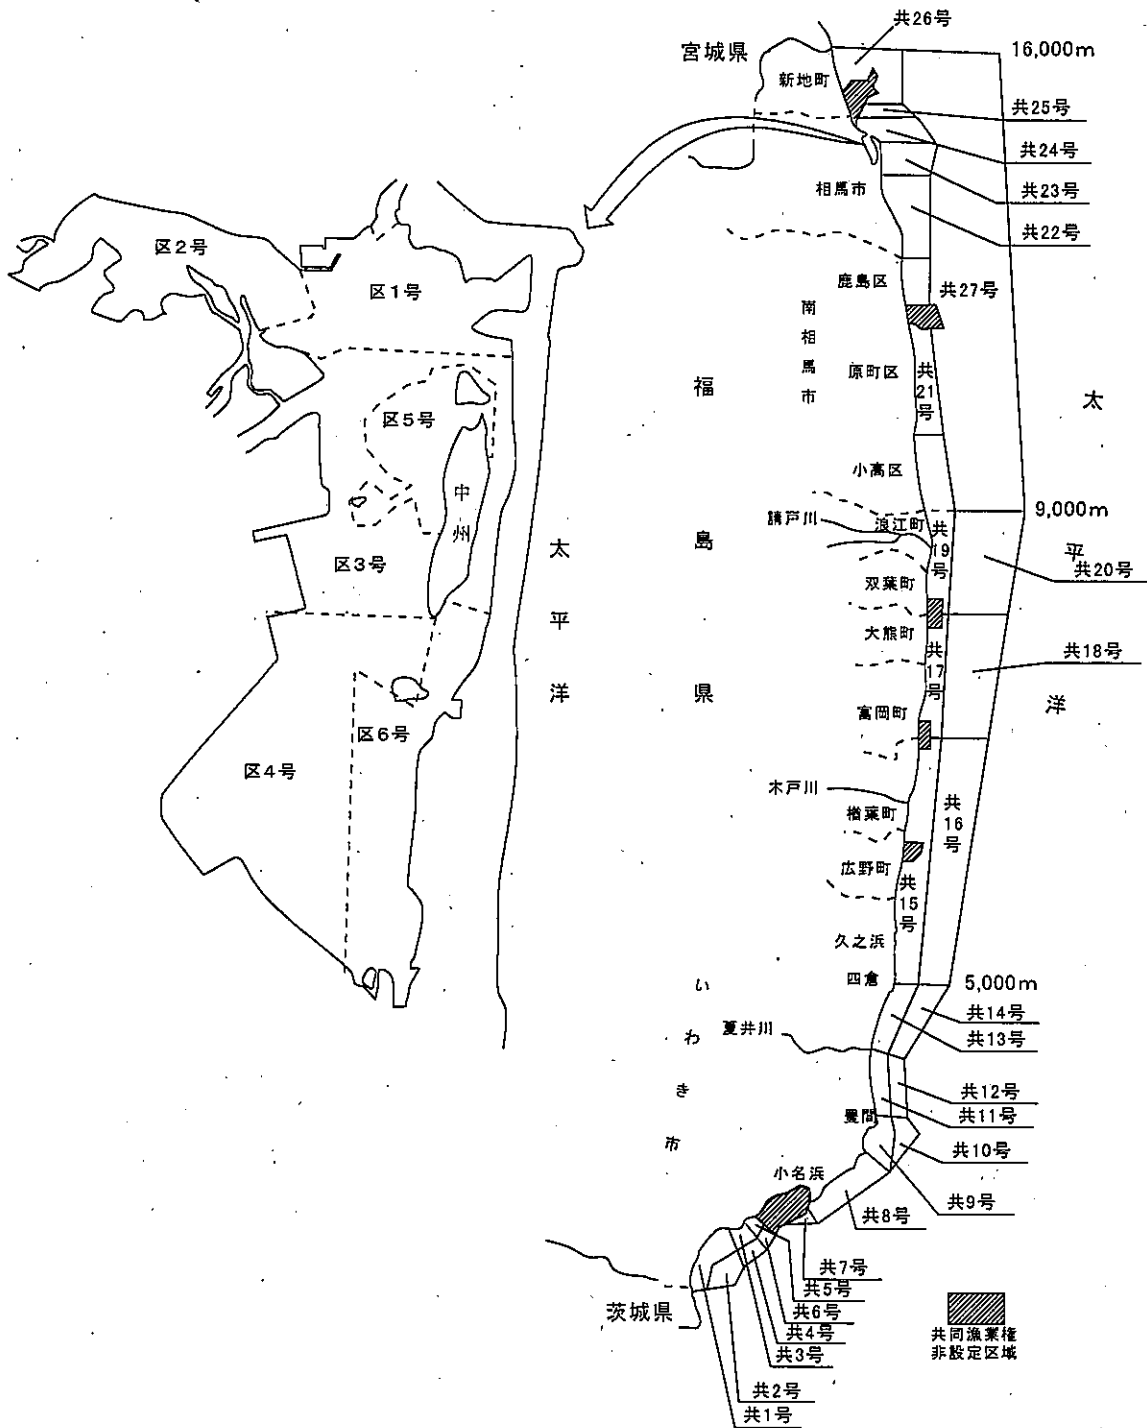 共26号
宮城県
16,000m
新地町
共25号
共24号
共23号
共22号
相馬市
区2号
区1号
鹿島区
共27号
南相馬市
原町区
共21号
福島県
太平洋
区5号
中州
小高区
9,000m
請戸川
浪江町
共19号
共20号
双葉町
区3号
太平洋
大熊町
共17号
共18号
富岡町
区6号
区4号
木戸川
楢葉町
共16号
広野町
共15号
久之浜
四倉
5,000m
いわき市
共14号
共13号
夏井川
共12号
共11号
豊間
共10号
共9号
小名浜
共8号
共7号
共5号
共6号
共4号
共3号
共2号
共1号
茨城県
共同漁業権
非設定区域